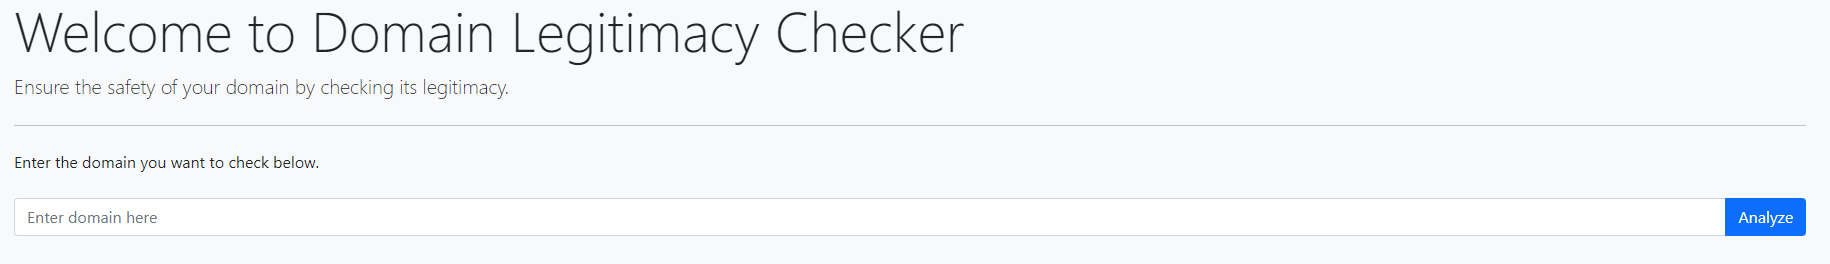 Welcome to Domain Legitimacy Checker
Ensure the safety of your domain by checking its legitimacy.
Enter the domain you want to check below.
Enter domain here
Analyze